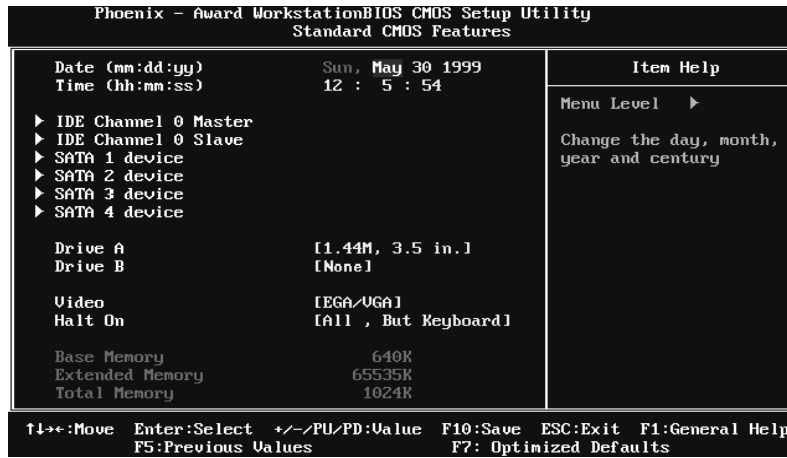 Phoenix - Award WorkstationBIOS CMOS Setup Utility
Standard CMOS Features
Date (mm:dd:yy) Sun, May 30 1999
Time (hh:mm:ss) 12 : 5 : 54
▶ IDE Channel 0 Master
▶ IDE Channel 0 Slave
▶ SATA 1 device
▶ SATA 2 device
▶ SATA 3 device
▶ SATA 4 device
Drive A [1.44M, 3.5 in.]
Drive B [None]
Video [EGA/VGA]
Halt On [All , But Keyboard]
Base Memory 640K
Extended Memory 65535K
Total Memory 1024K
Item Help
Menu Level ▶
Change the day, month,
year and century
↑↓→←:Move Enter:Select +/-/PU/PD:Value F10:Save ESC:Exit F1:General Help
F5:Previous Values F7: Optimized Defaults